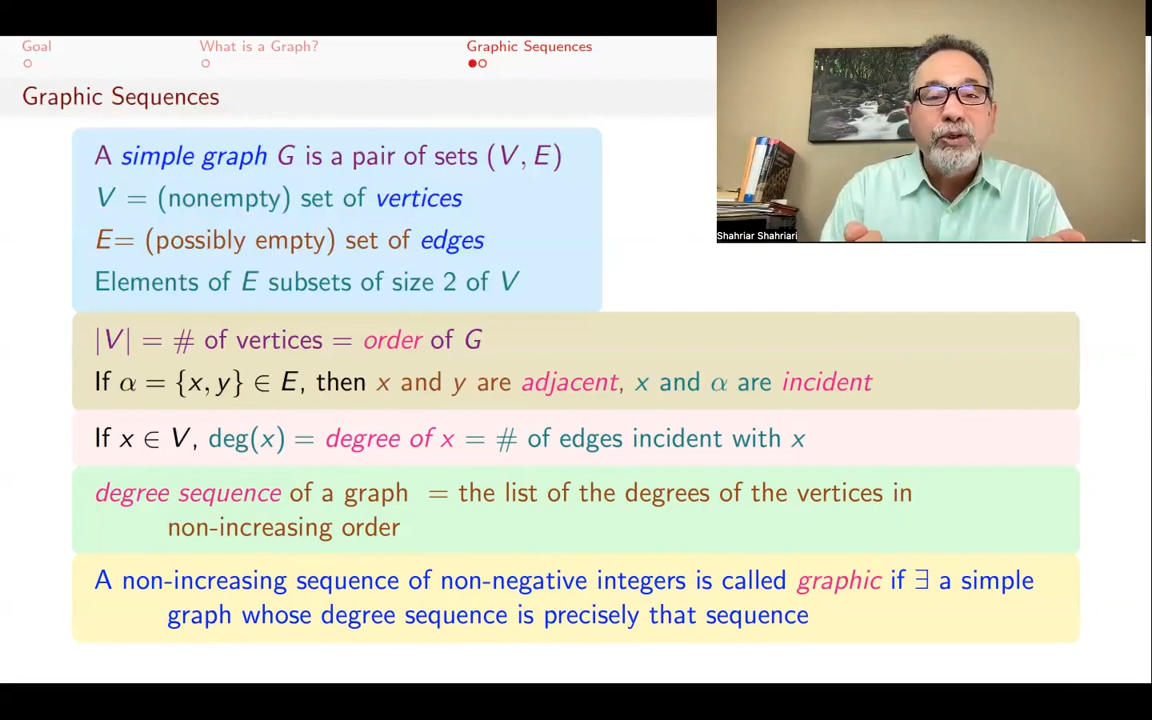 Goal
What is a Graph?
Graphic Sequences
Graphic Sequences
A simple graph G is a pair of sets (V, E)
V = (nonempty) set of vertices
E= (possibly empty) set of edges
Elements of E subsets of size 2 of V
|V| = # of vertices = order of G
If α = {x, y} ∈ E, then x and y are adjacent, x and α are incident
If x ∈ V, deg(x) = degree of x = # of edges incident with x
degree sequence of a graph = the list of the degrees of the vertices in
non-increasing order
A non-increasing sequence of non-negative integers is called graphic if ∃ a simple
graph whose degree sequence is precisely that sequence
Shahriar Shahriari